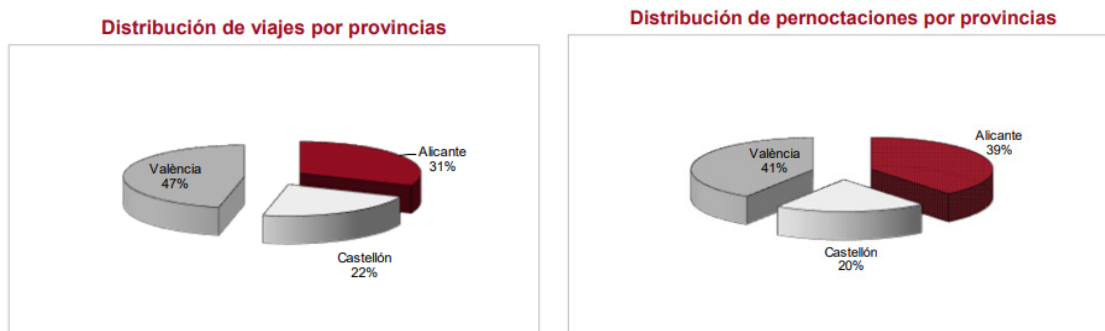 Distribución de viajes por provincias
València
47%
Alicante
31%
Castellón
22%
Distribución de pernoctaciones por provincias
València
41%
Alicante
39%
Castellón
20%